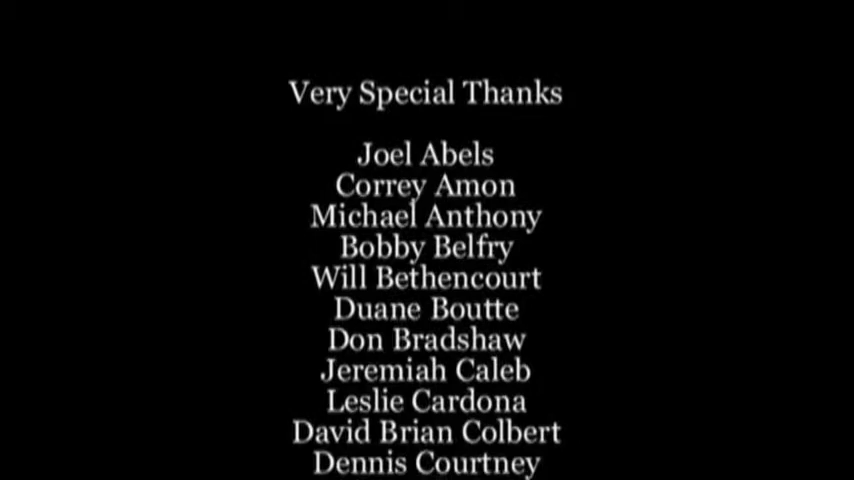 Very Special Thanks
Joel Abels
Correy Amon
Michael Anthony
Bobby Belfry
Will Bethencourt
Duane Boutte
Don Bradshaw
Jeremiah Caleb
Leslie Cardona
David Brian Colbert
Dennis Courtney